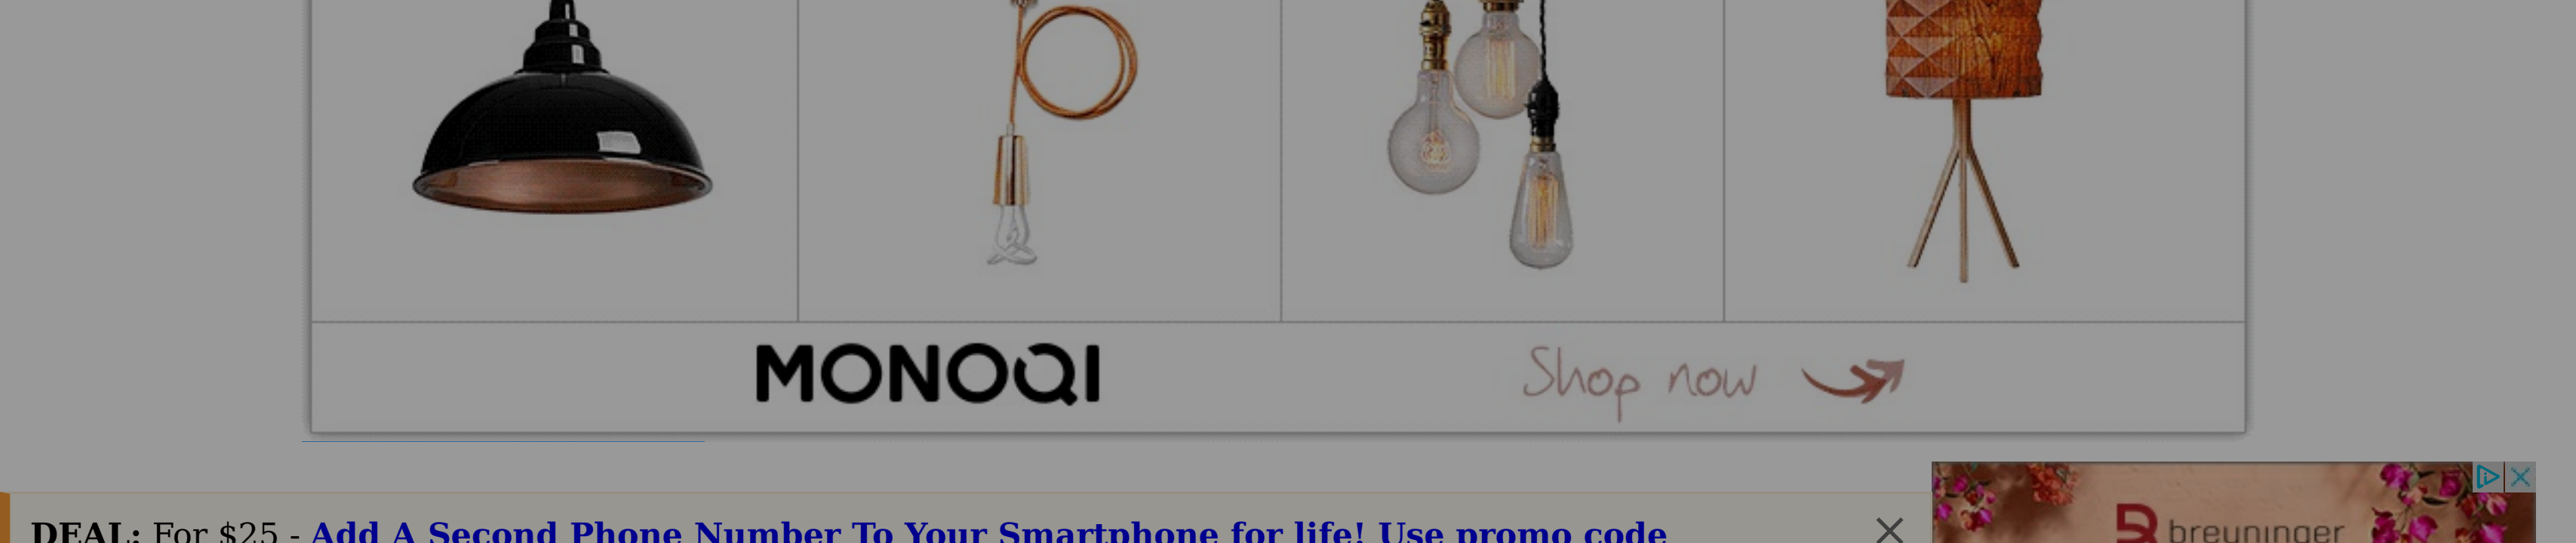 MONOQI
Shop now
DEAL: For $25 - Add A Second Phone Number To Your Smartphone for life! Use promo code
breuninger